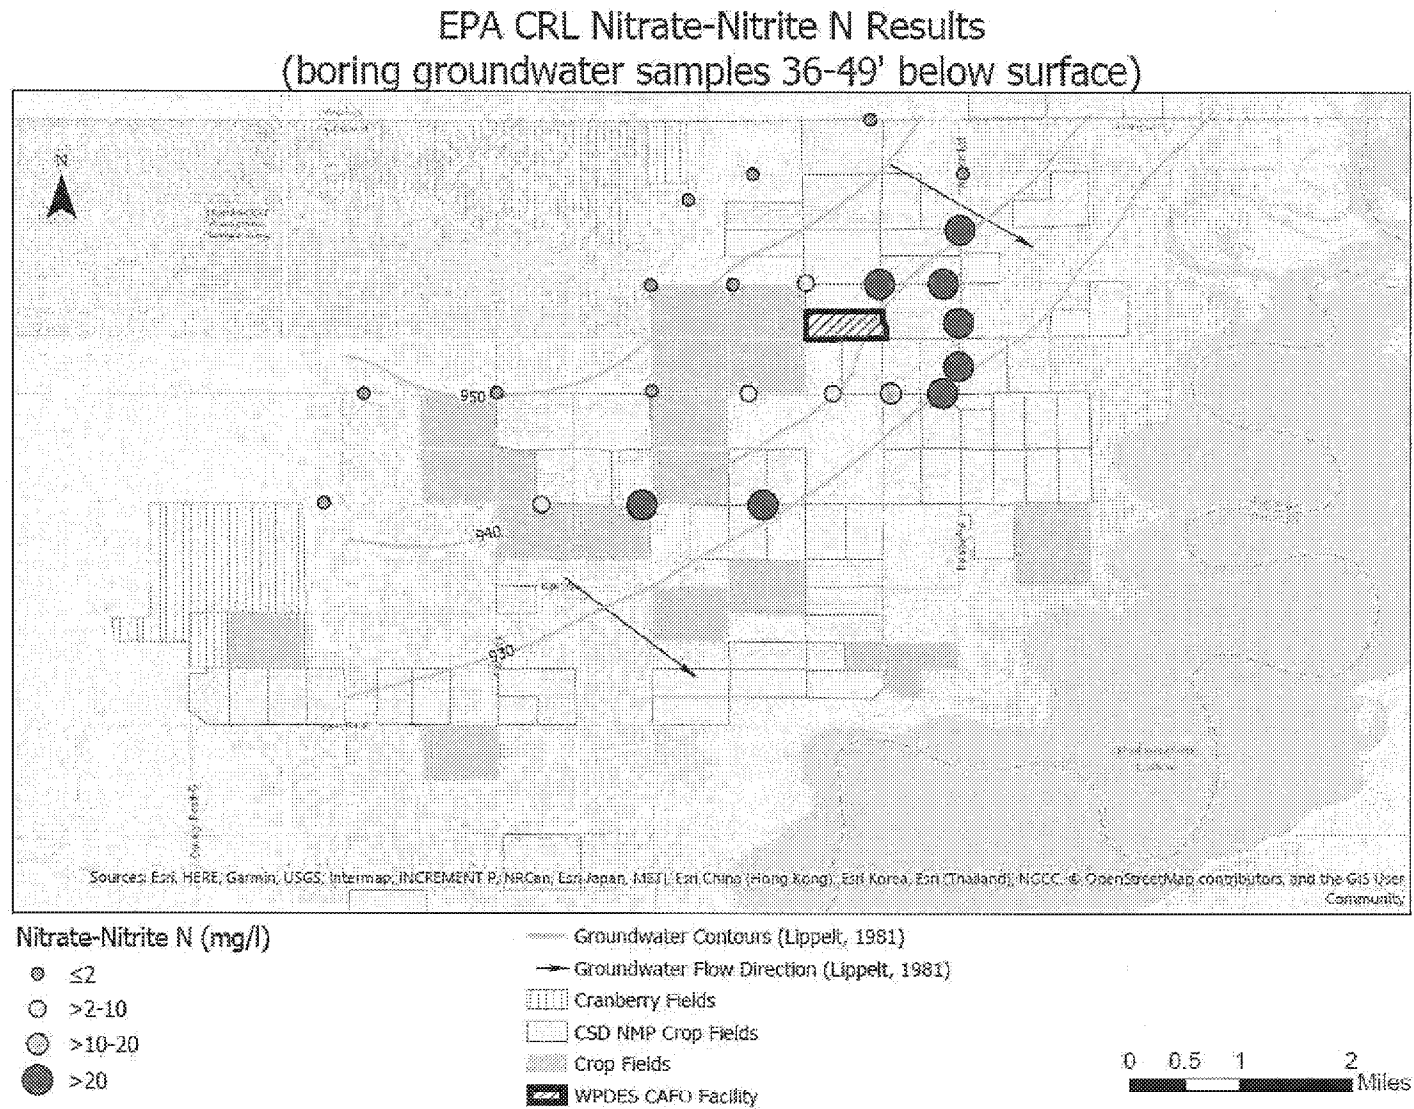 EPA CRL Nitrate-Nitrite N Results
(boring groundwater samples 36-49' below surface)
N
950
940
930
Sources: Esri, HERE, Garmin, USGS, Intermap, INCREMENT P, NRCan, Esri Japan, METI, Esri China (Hong Kong), Esri Korea, Esri (Thailand), NGCC, © OpenStreetMap contributors, and the GIS User
Community
Nitrate-Nitrite N (mg/l)
≤2
>2-10
>10-20
>20
Groundwater Contours (Lippelt, 1981)
Groundwater Flow Direction (Lippelt, 1981)
Cranberry Fields
CSD NMP Crop Fields
Crop Fields
WPDES CAFO Facility
0 0.5 1 2
Miles